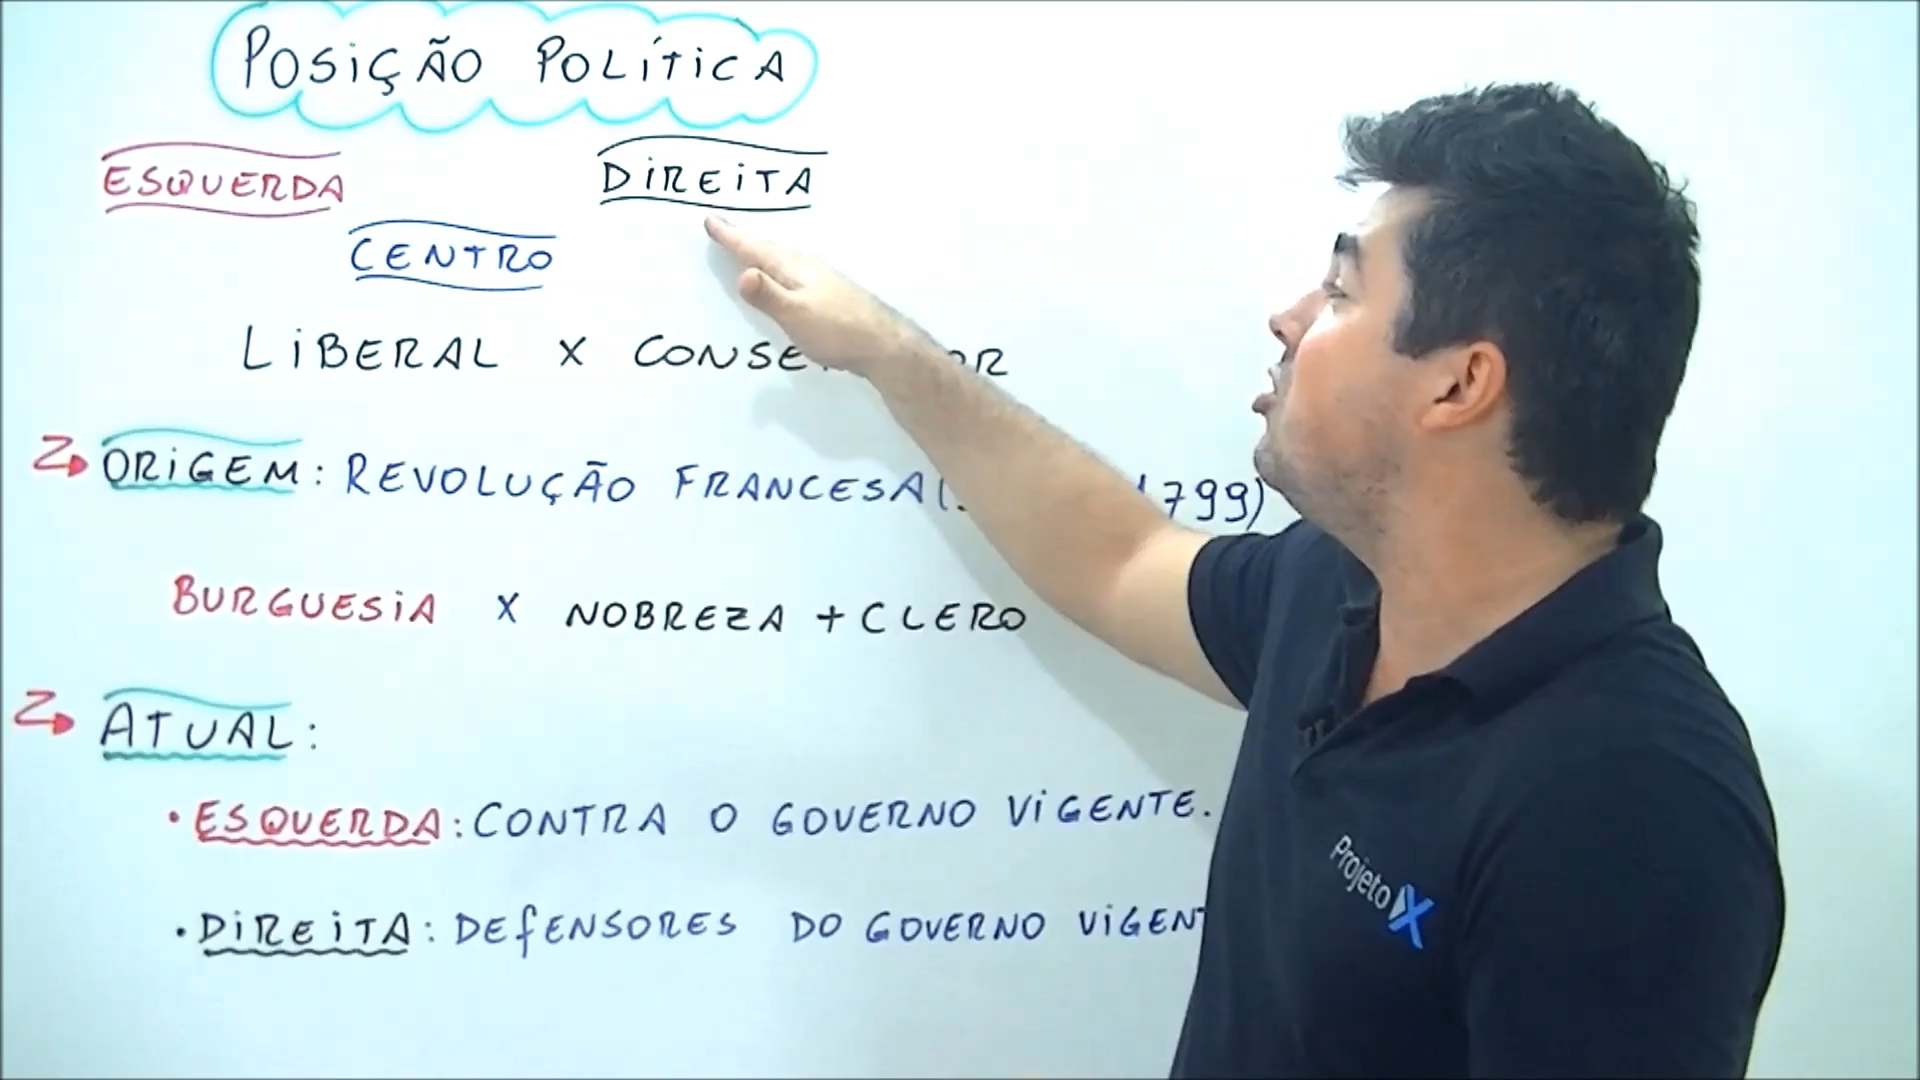 POSIÇÃO POLÍTICA
ESQUERDA
DIREITA
CENTRO
LIBERAL X
ORIGEM: REVOLUÇÃO FRANCESA ( 1799)
BURGUESIA X NOBREZA + CLERO
ATUAL:
• ESQUERDA: CONTRA O GOVERNO VIGENTE.
• DIREITA: DEFENSORES DO GOVERNO
Projeto X